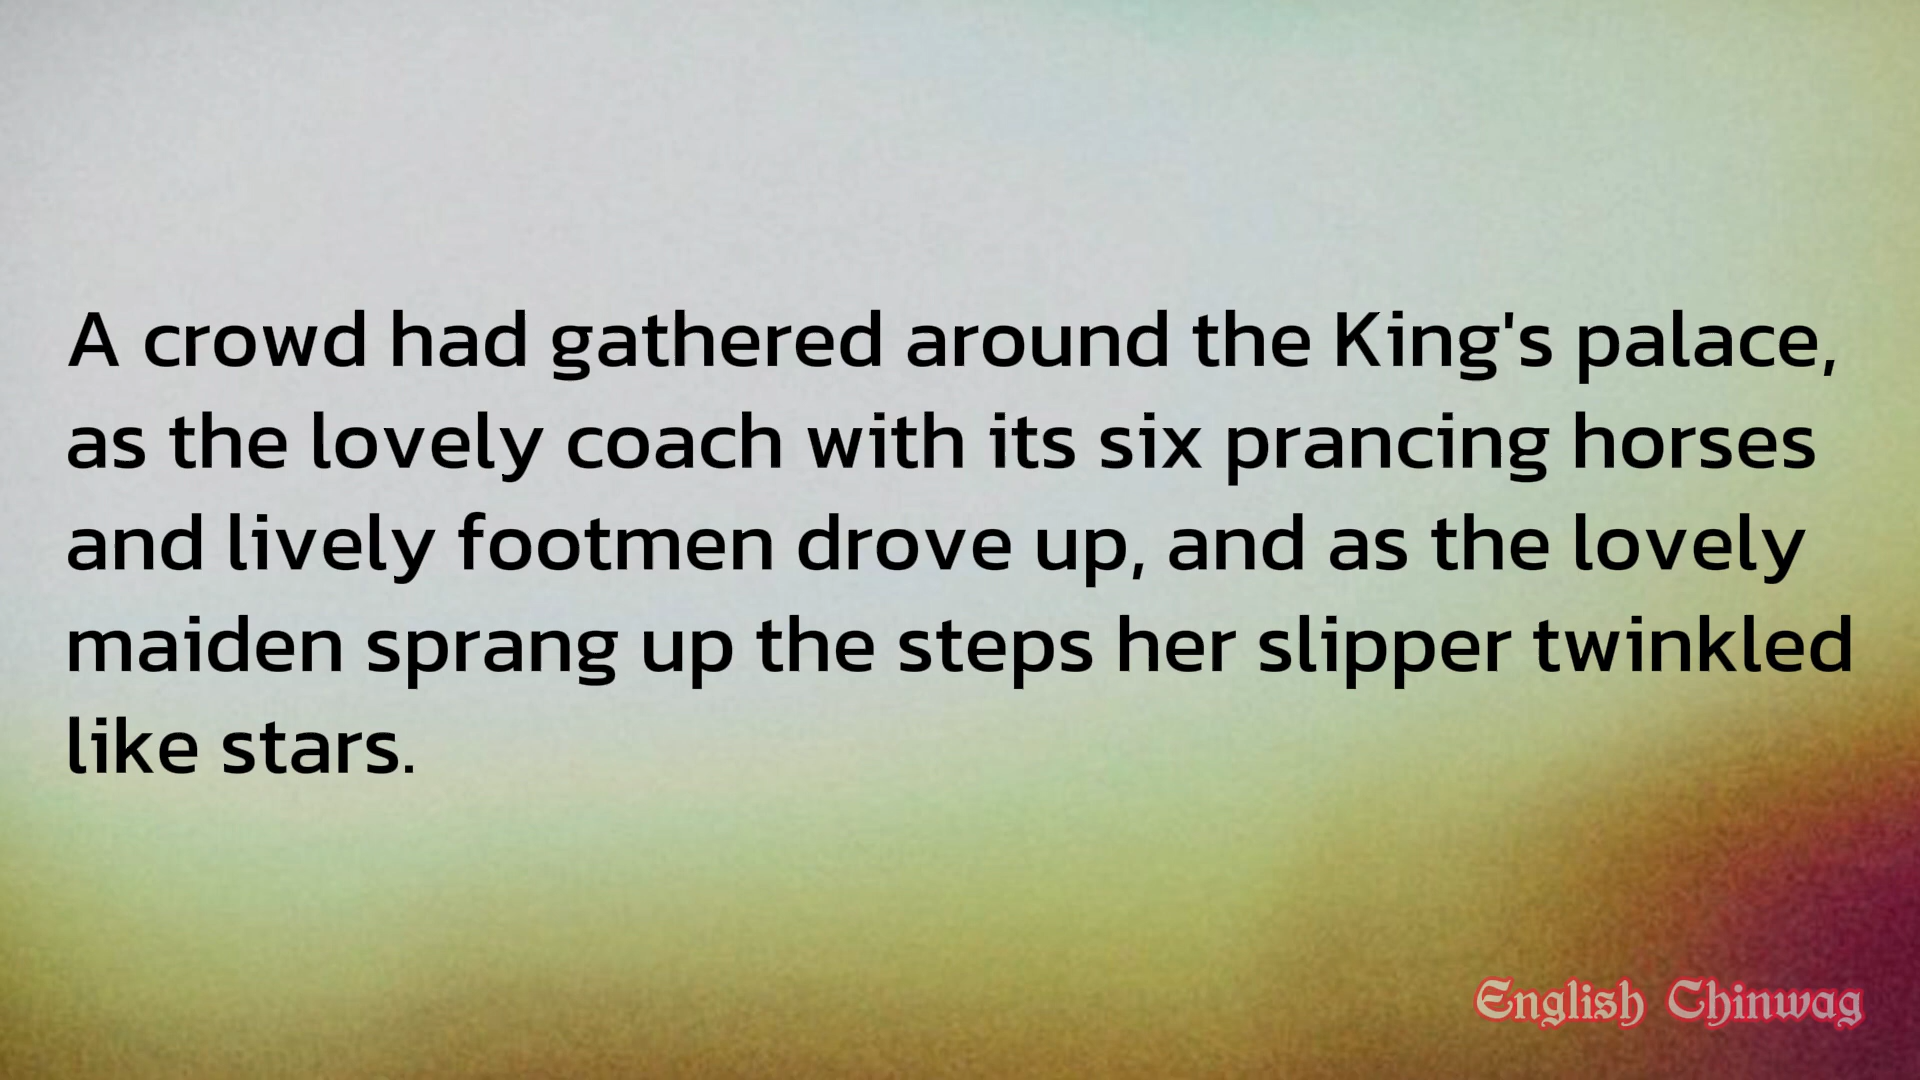 A crowd had gathered around the King's palace,
as the lovely coach with its six prancing horses
and lively footmen drove up, and as the lovely
maiden sprang up the steps her slipper twinkled
like stars.
English Chinwag